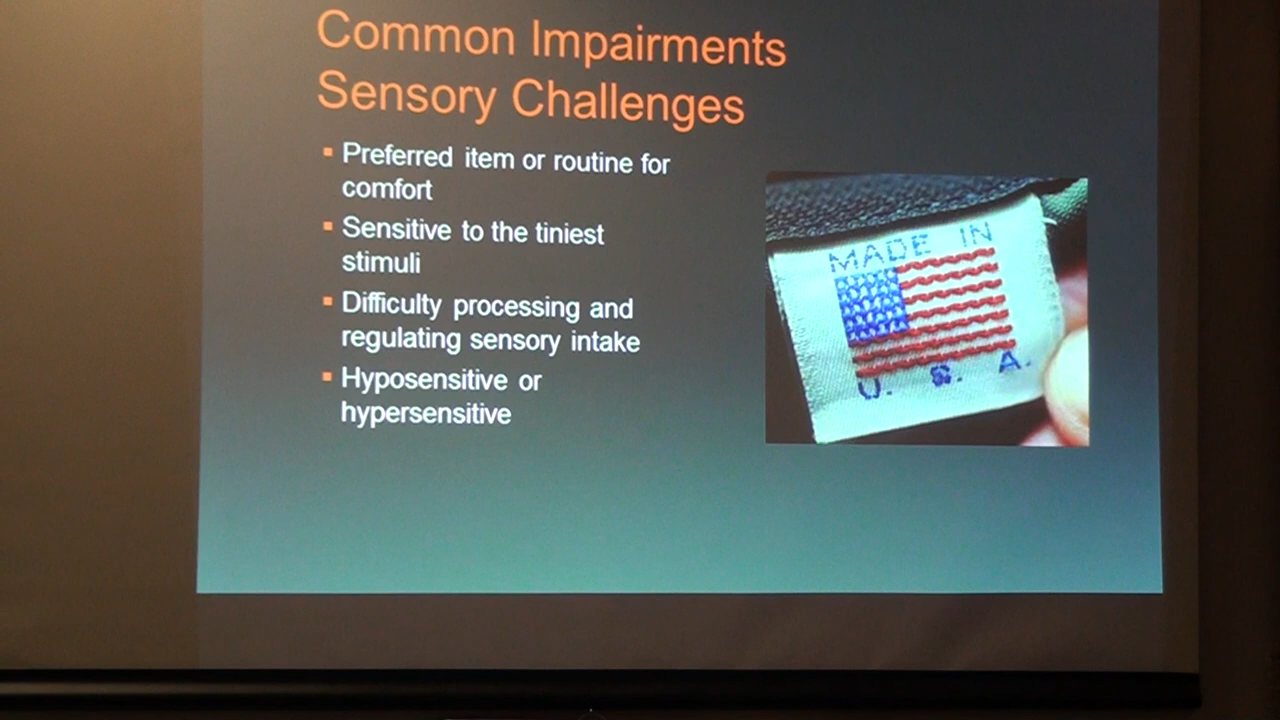 Common Impairments
Sensory Challenges
▪ Preferred item or routine for
comfort
▪ Sensitive to the tiniest
stimuli
▪ Difficulty processing and
regulating sensory intake
▪ Hyposensitive or
hypersensitive
MADE IN
U. S. A.